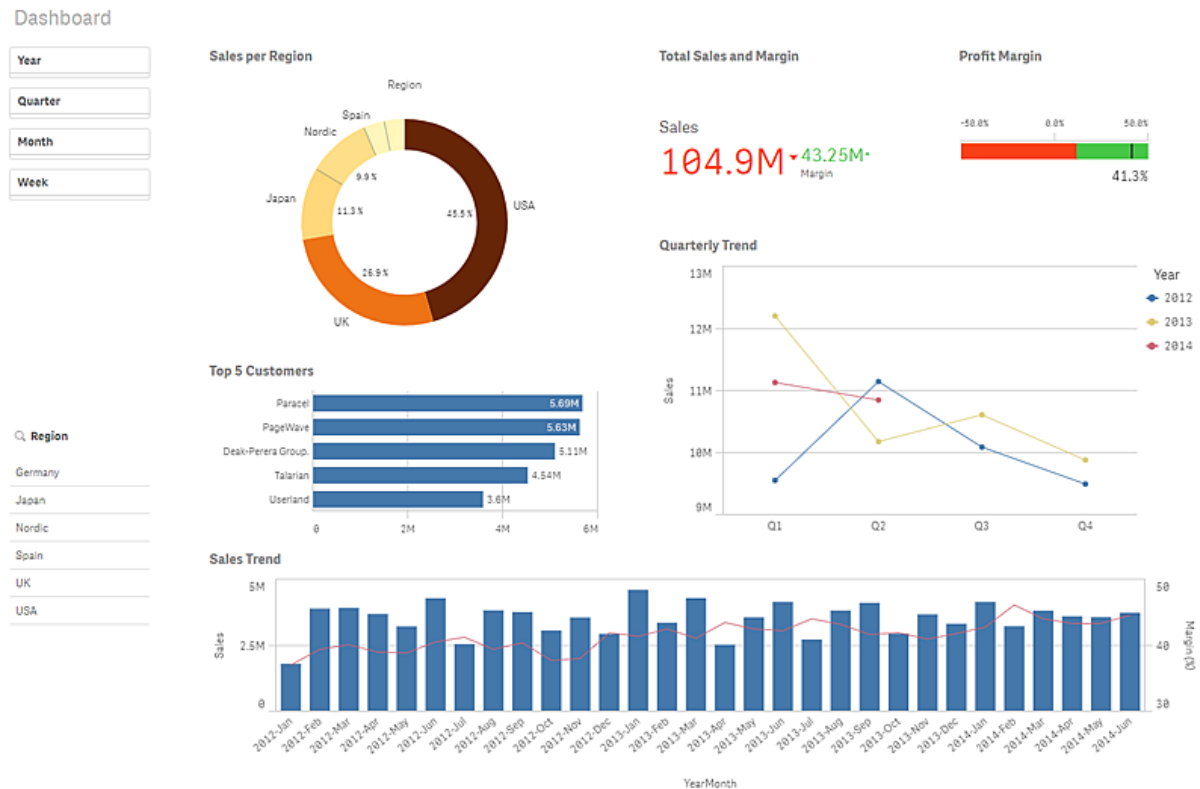 Dashboard
Year
Quarter
Month
Week
Region
Germany
Japan
Nordic
Spain
UK
USA
Sales per Region
Region
Spain
Nordic
Japan
UK
USA
9.9%
11.3%
26.9%
45.5%
Total Sales and Margin
Sales
104.9M
43.25M
Margin
Profit Margin
-50.0% 0.0% 50.0%
41.3%
Top 5 Customers
Paracel 5.69M
PageWave 5.63M
Deak-Perera Group. 5.11M
Talarian 4.54M
Userland 3.6M
0 2M 4M 6M
Quarterly Trend
Sales
13M
12M
11M
10M
9M
Q1 Q2 Q3 Q4
Year
2012
2013
2014
Sales Trend
Sales
5M
2.5M
0
50
40
30
Margin (%)
2012-Jan 2012-Feb 2012-Mar 2012-Apr 2012-May 2012-Jun 2012-Jul 2012-Aug 2012-Sep 2012-Oct 2012-Nov 2012-Dec 2013-Jan 2013-Feb 2013-Mar 2013-Apr 2013-May 2013-Jun 2013-Jul 2013-Aug 2013-Sep 2013-Oct 2013-Nov 2013-Dec 2014-Jan 2014-Feb 2014-Mar 2014-Apr 2014-May 2014-Jun
YearMonth